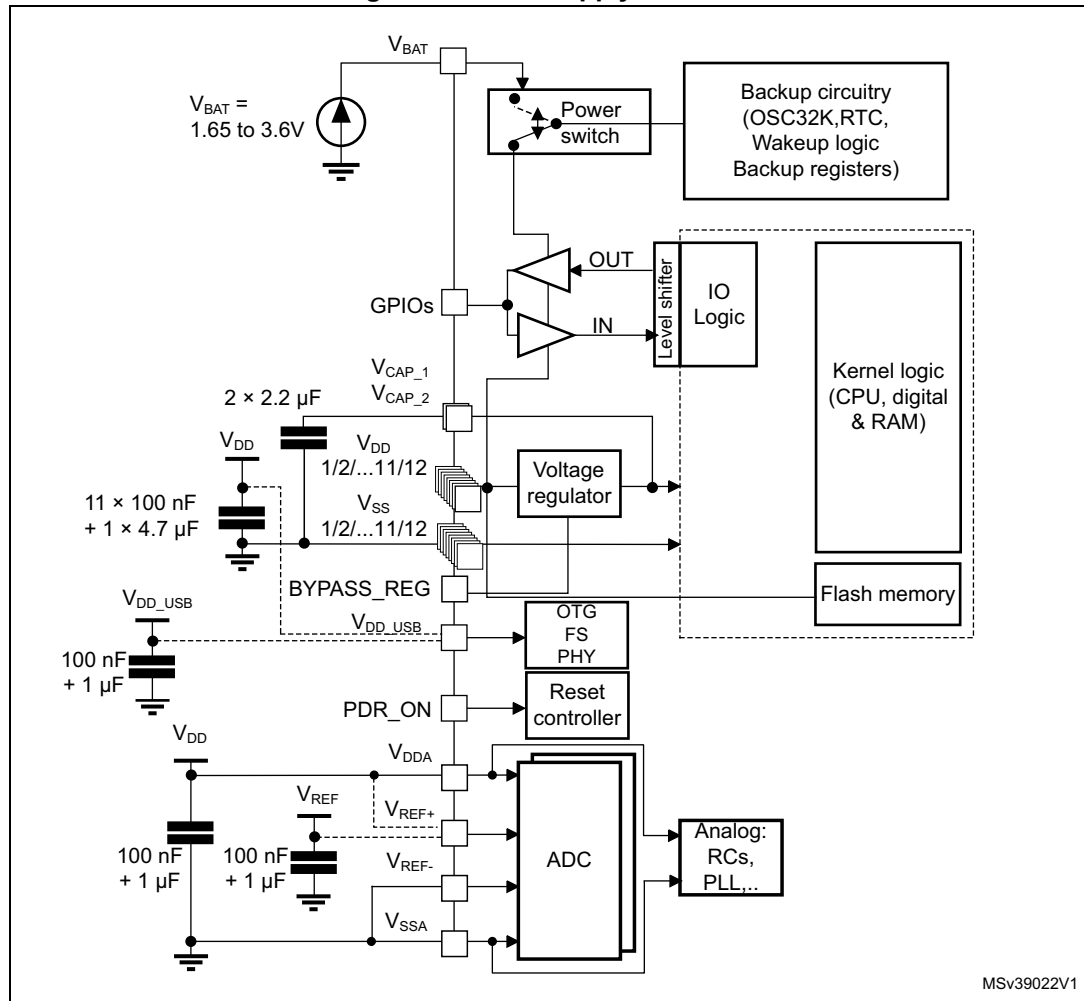 VBAT
VBAT =
1.65 to 3.6V
Power
switch
Backup circuitry
(OSC32K,RTC,
Wakeup logic
Backup registers)
OUT
GPIOs
IN
Level shifter
IO
Logic
Kernel logic
(CPU, digital
& RAM)
VCAP_1
VCAP_2
2 × 2.2 µF
VDD
VDD
1/2/...11/12
Voltage
regulator
11 × 100 nF
+ 1 × 4.7 µF
VSS
1/2/...11/12
BYPASS_REG
Flash memory
VDD_USB
VDD_USB
OTG
FS
PHY
100 nF
+ 1 µF
PDR_ON
Reset
controller
VDD
VDDA
VREF
VREF+
ADC
Analog:
RCs,
PLL,..
100 nF
+ 1 µF
100 nF
+ 1 µF
VREF-
VSSA
MSv39022V1